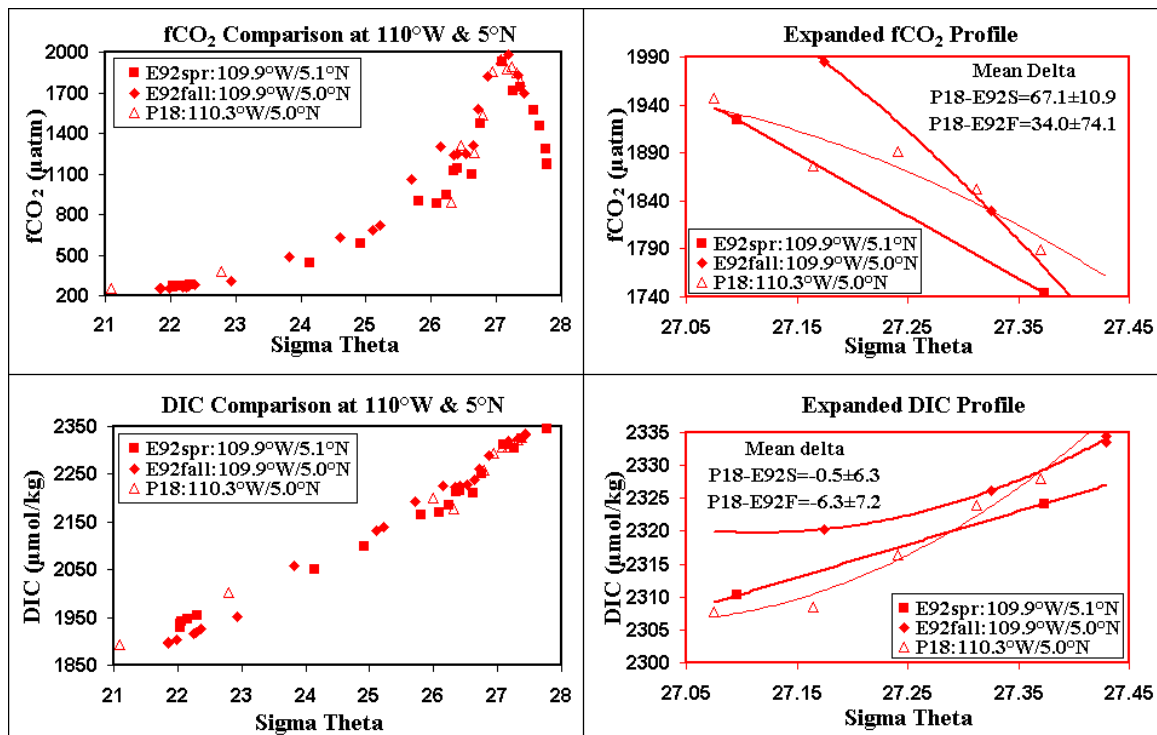 fCO₂ Comparison at 110°W & 5°N
E92spr:109.9°W/5.1°N
E92fall:109.9°W/5.0°N
P18:110.3°W/5.0°N
fCO₂ (µatm)
2000
1700
1400
1100
800
500
200
21 22 23 24 25 26 27 28
Sigma Theta
Expanded fCO₂ Profile
Mean Delta
P18-E92S=67.1±10.9
P18-E92F=34.0±74.1
E92spr:109.9°W/5.1°N
E92fall:109.9°W/5.0°N
P18:110.3°W/5.0°N
fCO₂ (µatm)
1990
1940
1890
1840
1790
1740
27.05 27.15 27.25 27.35 27.45
Sigma Theta
DIC Comparison at 110°W & 5°N
E92spr:109.9°W/5.1°N
E92fall:109.9°W/5.0°N
P18:110.3°W/5.0°N
DIC (µmol/kg)
2350
2250
2150
2050
1950
1850
21 22 23 24 25 26 27 28
Sigma Theta
Expanded DIC Profile
Mean delta
P18-E92S=-0.5±6.3
P18-E92F=-6.3±7.2
E92spr:109.9°W/5.1°N
E92fall:109.9°W/5.0°N
P18:110.3°W/5.0°N
DIC (µmol/kg)
2335
2330
2325
2320
2315
2310
2305
2300
27.05 27.15 27.25 27.35 27.45
Sigma Theta